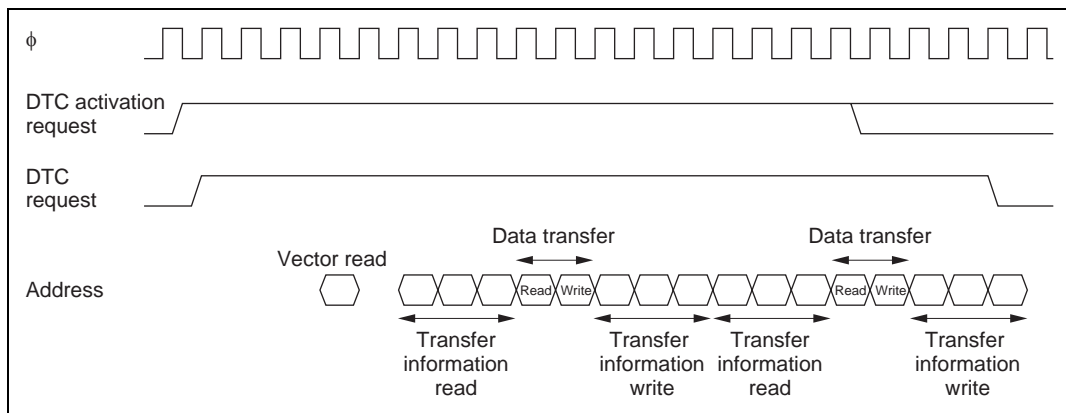 ϕ
DTC activation
request
DTC
request
Data transfer
Data transfer
Vector read
Address
Read
Write
Read
Write
Transfer
information
read
Transfer
information
write
Transfer
information
read
Transfer
information
write